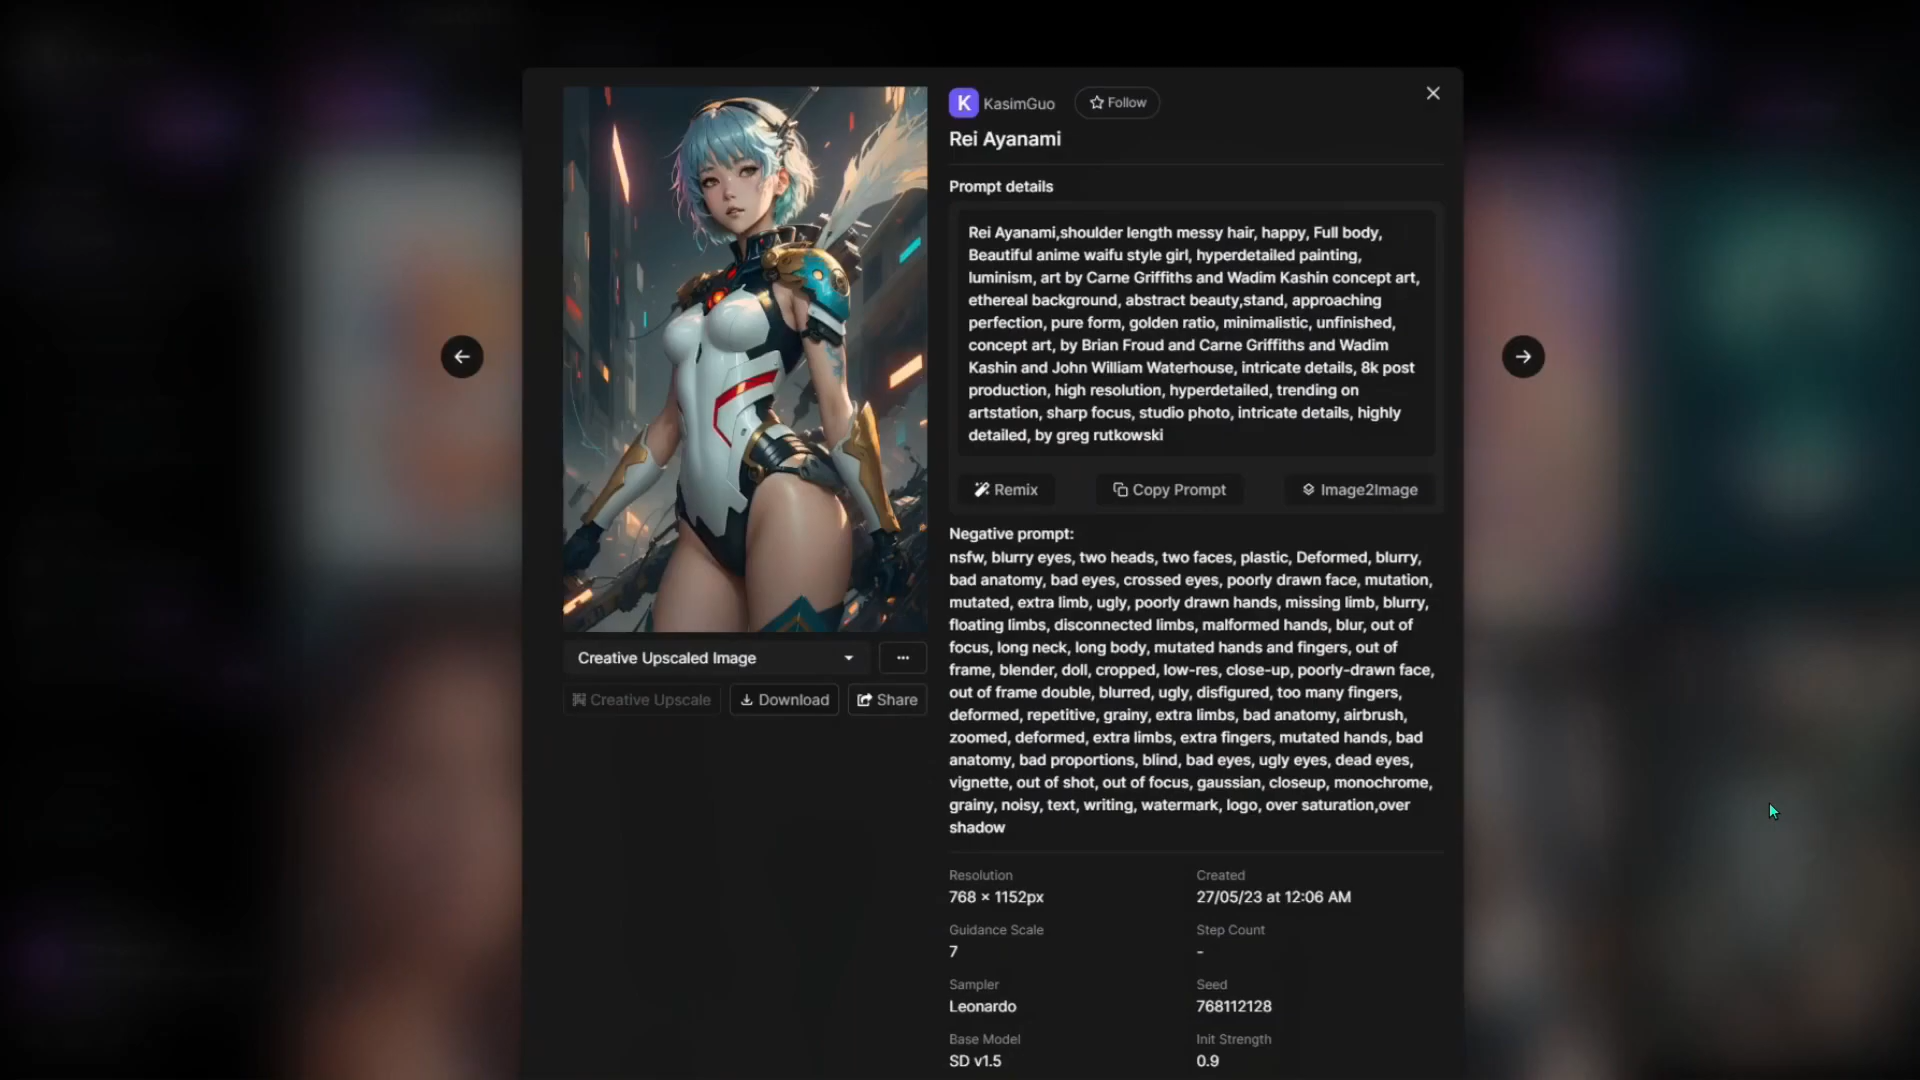 K KasimGuo Follow
Rei Ayanami
Prompt details
Rei Ayanami,shoulder length messy hair, happy, Full body,
Beautiful anime waifu style girl, hyperdetailed painting,
luminism, art by Carne Griffiths and Wadim Kashin concept art,
ethereal background, abstract beauty,stand, approaching
perfection, pure form, golden ratio, minimalistic, unfinished,
concept art, by Brian Froud and Carne Griffiths and Wadim
Kashin and John William Waterhouse, intricate details, 8k post
production, high resolution, hyperdetailed, trending on
artstation, sharp focus, studio photo, intricate details, highly
detailed, by greg rutkowski
Remix Copy Prompt Image2Image
Negative prompt:
nsfw, blurry eyes, two heads, two faces, plastic, Deformed, blurry,
bad anatomy, bad eyes, crossed eyes, poorly drawn face, mutation,
mutated, extra limb, ugly, poorly drawn hands, missing limb, blurry,
floating limbs, disconnected limbs, malformed hands, blur, out of
focus, long neck, long body, mutated hands and fingers, out of
frame, blender, doll, cropped, low-res, close-up, poorly-drawn face,
out of frame double, blurred, ugly, disfigured, too many fingers,
deformed, repetitive, grainy, extra limbs, bad anatomy, airbrush,
zoomed, deformed, extra limbs, extra fingers, mutated hands, bad
anatomy, bad proportions, blind, bad eyes, ugly eyes, dead eyes,
vignette, out of shot, out of focus, gaussian, closeup, monochrome,
grainy, noisy, text, writing, watermark, logo, over saturation,over
shadow
Creative Upscaled Image
Creative Upscale Download Share
Resolution Created
768 × 1152px 27/05/23 at 12:06 AM
Guidance Scale Step Count
7 -
Sampler Seed
Leonardo 768112128
Base Model Init Strength
SD v1.5 0.9